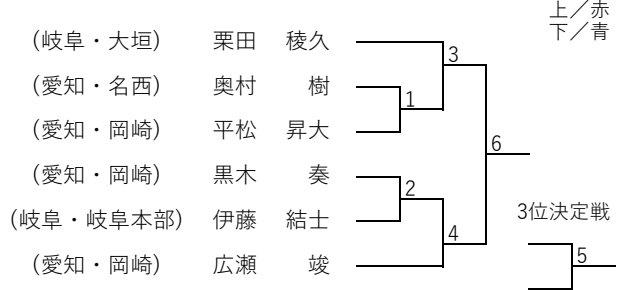 上／赤
下／青
(岐阜・大垣) 栗田 稜久
(愛知・名西) 奥村 樹
(愛知・岡崎) 平松 昇大
(愛知・岡崎) 黒木 奏
(岐阜・岐阜本部) 伊藤 結士
(愛知・岡崎) 広瀬 竣
3
1
6
2
4
3位決定戦
5